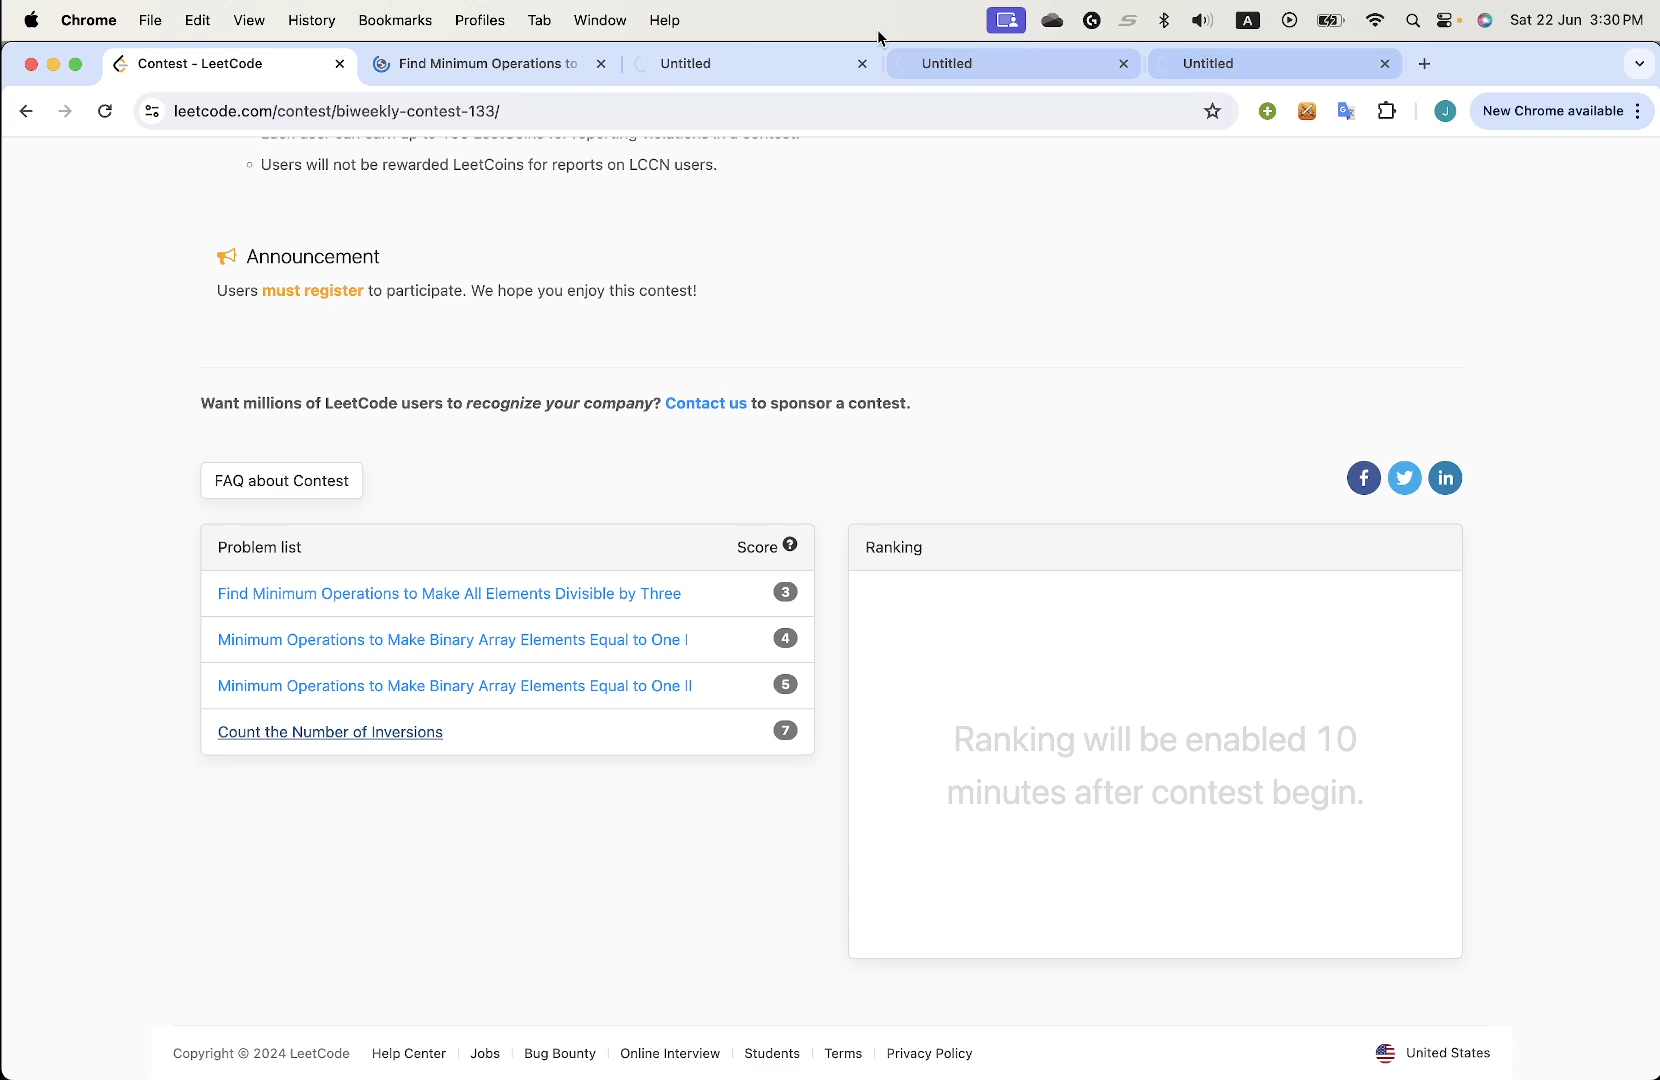 Chrome File Edit View History Bookmarks Profiles Tab Window Help A Sat 22 Jun 3:30 PM
Contest - LeetCode Find Minimum Operations to Untitled Untitled Untitled
leetcode.com/contest/biweekly-contest-133/ J New Chrome available
Users will not be rewarded LeetCoins for reports on LCCN users.
Announcement
Users must register to participate. We hope you enjoy this contest!
Want millions of LeetCode users to recognize your company? Contact us to sponsor a contest.
FAQ about Contest
Problem list Score Ranking
Find Minimum Operations to Make All Elements Divisible by Three 3
Minimum Operations to Make Binary Array Elements Equal to One I 4
Minimum Operations to Make Binary Array Elements Equal to One II 5
Count the Number of Inversions 7
Ranking will be enabled 10
minutes after contest begin.
Copyright © 2024 LeetCode Help Center Jobs Bug Bounty Online Interview Students Terms Privacy Policy United States